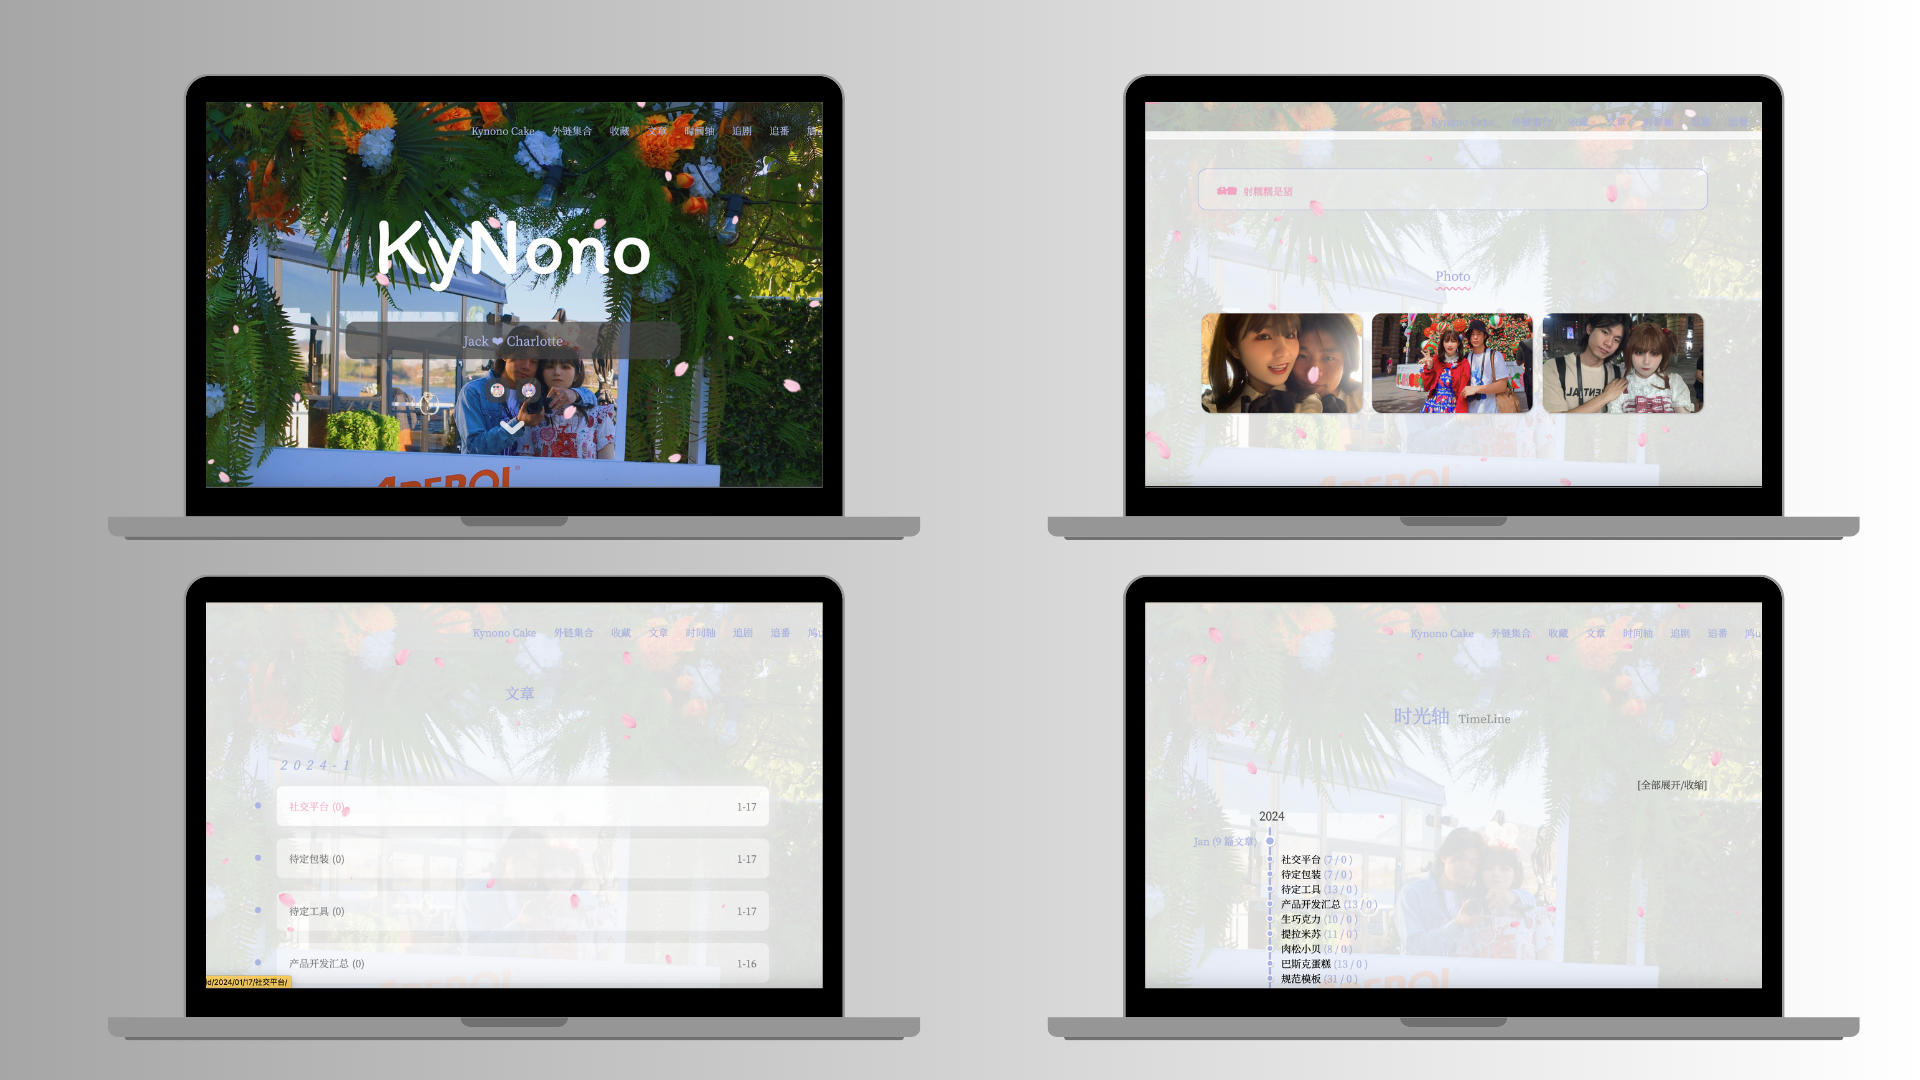 Kynono Cake 外链集合 收藏 文章 时间轴 追剧 追番
KyNono
Jack ❤ Charlotte
APEROL
Kynono Cake 外链集合 收藏 文章 时间轴 追剧 追番
射糯糯是猪
Photo
Kynono Cake 外链集合 收藏 文章 时间轴 追剧 追番 鸠
文章
2024-1
社交平台 (0) 1-17
待定包装 (0) 1-17
待定工具 (0) 1-17
产品开发汇总 (0) 1-16
id/2024/01/17/社交平台/
Kynono Cake 外链集合 收藏 文章 时间轴 追剧 追番 鸠u
时光轴 TimeLine
[全部展开/收缩]
2024
Jan (9 篇文章)
社交平台 (7 / 0 )
待定包装 (7 / 0 )
待定工具 (13 / 0 )
产品开发汇总 (13 / 0 )
生巧克力 (10 / 0 )
提拉米苏 (11 / 0 )
肉松小贝 (8 / 0 )
巴斯克蛋糕 (13 / 0 )
规范模板 (31 / 0 )